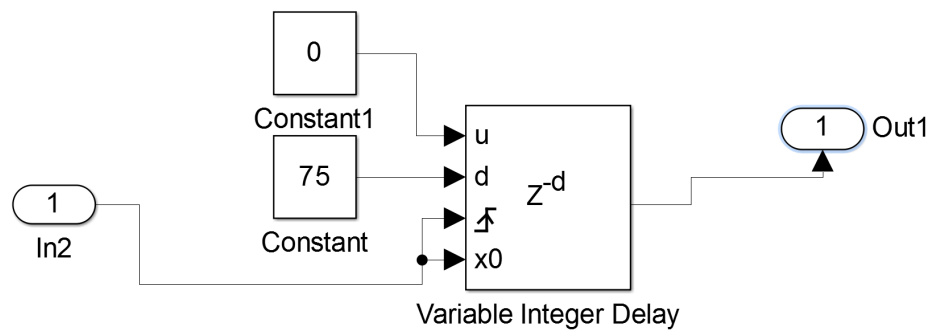 0
Constant1
u
75
d
z-d
1
Out1
Constant
1
In2
x0
Variable Integer Delay